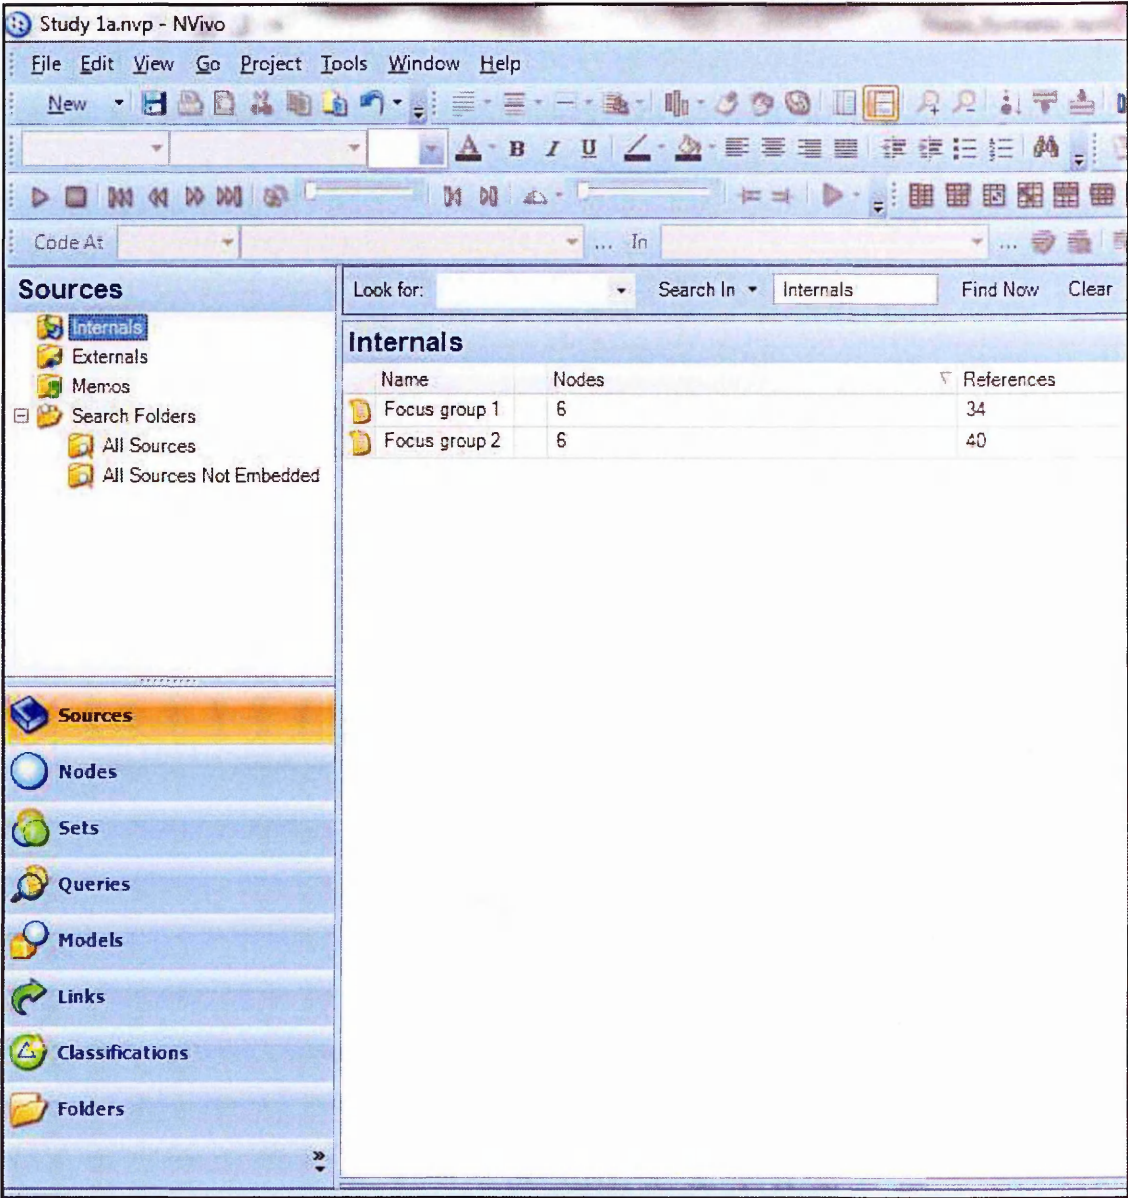 Study 1a.nvp - NVivo
File Edit View Go Project Tools Window Help
New
A B I U
Code At ... In ...
Sources
Internals
Externals
Memos
Search Folders
All Sources
All Sources Not Embedded
Look for: Search In Internals Find Now Clear
Internals
Name Nodes References
Focus group 1 6 34
Focus group 2 6 40
Sources
Nodes
Sets
Queries
Models
Links
Classifications
Folders